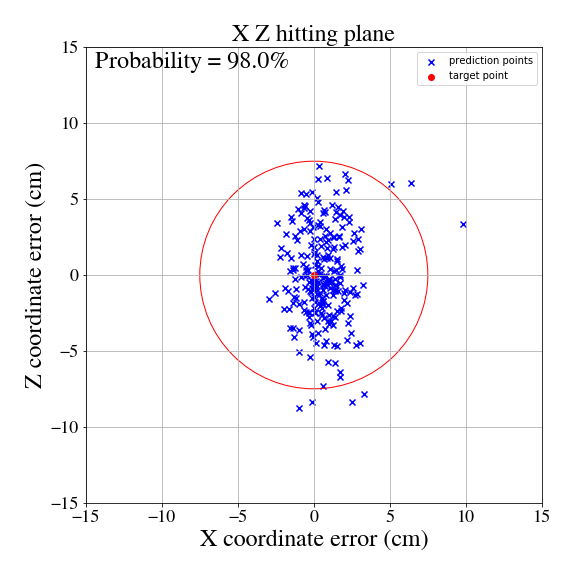 X Z hitting plane
Probability = 98.0%
prediction points
target point
15
10
5
0
−5
−10
−15
Z coordinate error (cm)
−15 −10 −5 0 5 10 15
X coordinate error (cm)